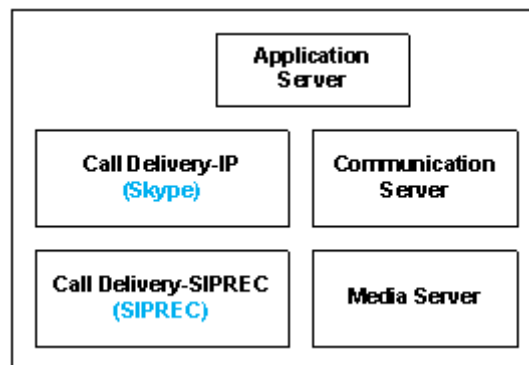 Application
Server
Call Delivery-IP
(Skype)
Communication
Server
Call Delivery-SIPREC
(SIPREC)
Media Server